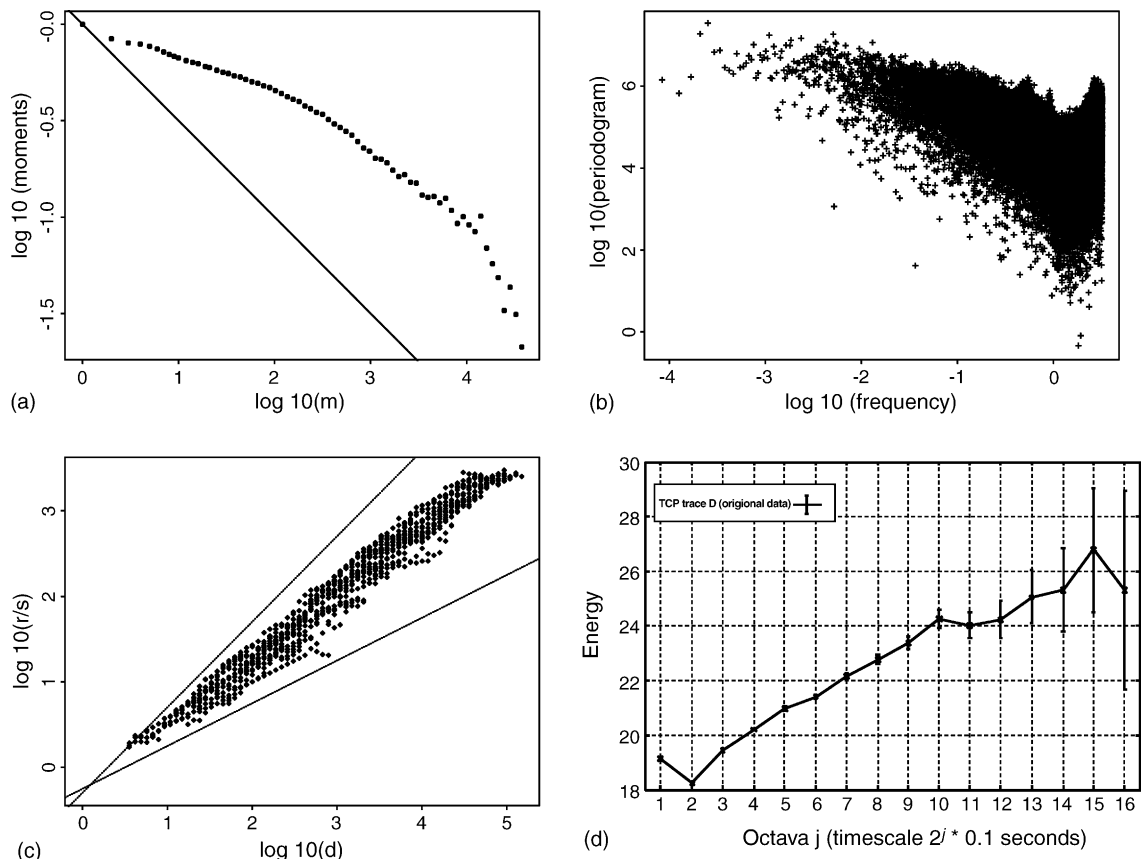 -0.0
-0.5
-1.0
-1.5
log 10 (moments)
0 1 2 3 4
log 10(m)
(a)
6
4
2
0
log 10(periodogram)
-4 -3 -2 -1 0
log 10 (frequency)
(b)
3
2
1
0
log 10(r/s)
0 1 2 3 4 5
log 10(d)
(c)
30
28
26
24
22
20
18
Energy
TCP trace D (origional data)
1 2 3 4 5 6 7 8 9 10 11 12 13 14 15 16
Octava j (timescale 2^j * 0.1 seconds)
(d)